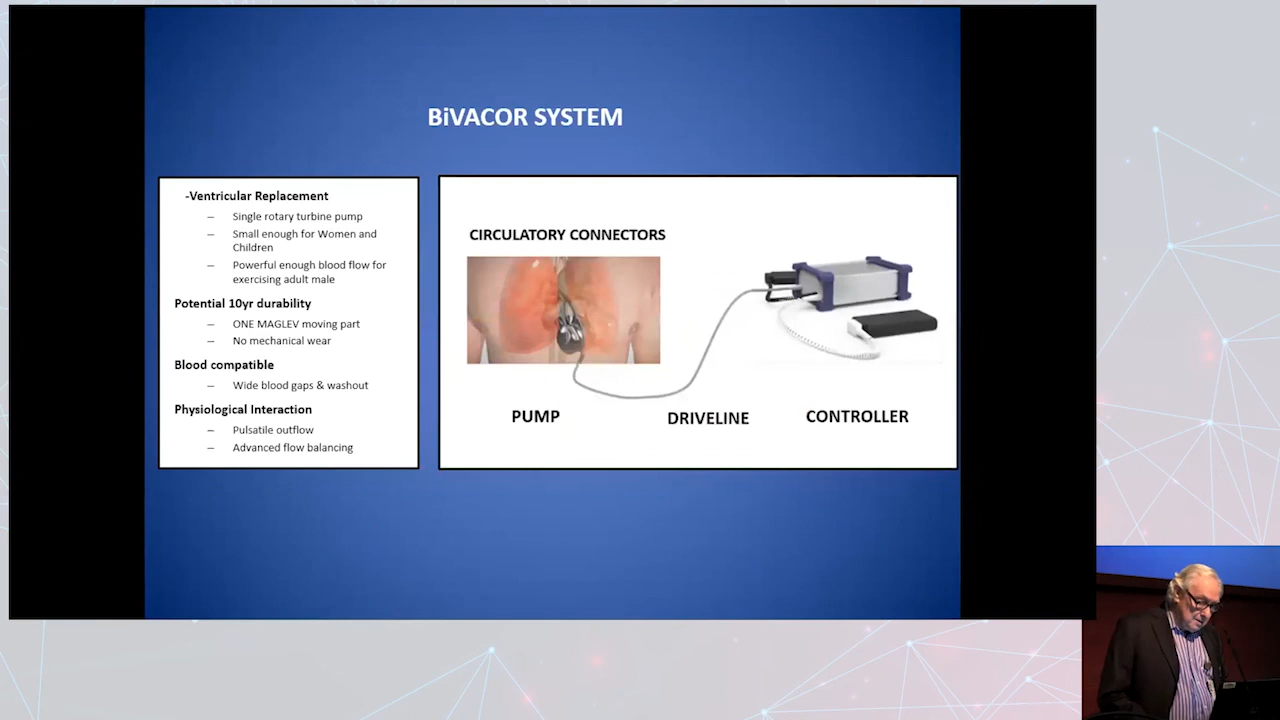 BiVACOR SYSTEM
-Ventricular Replacement
– Single rotary turbine pump
– Small enough for Women and
Children
– Powerful enough blood flow for
exercising adult male
Potential 10yr durability
– ONE MAGLEV moving part
– No mechanical wear
Blood compatible
– Wide blood gaps & washout
Physiological Interaction
– Pulsatile outflow
– Advanced flow balancing
CIRCULATORY CONNECTORS
PUMP
DRIVELINE
CONTROLLER